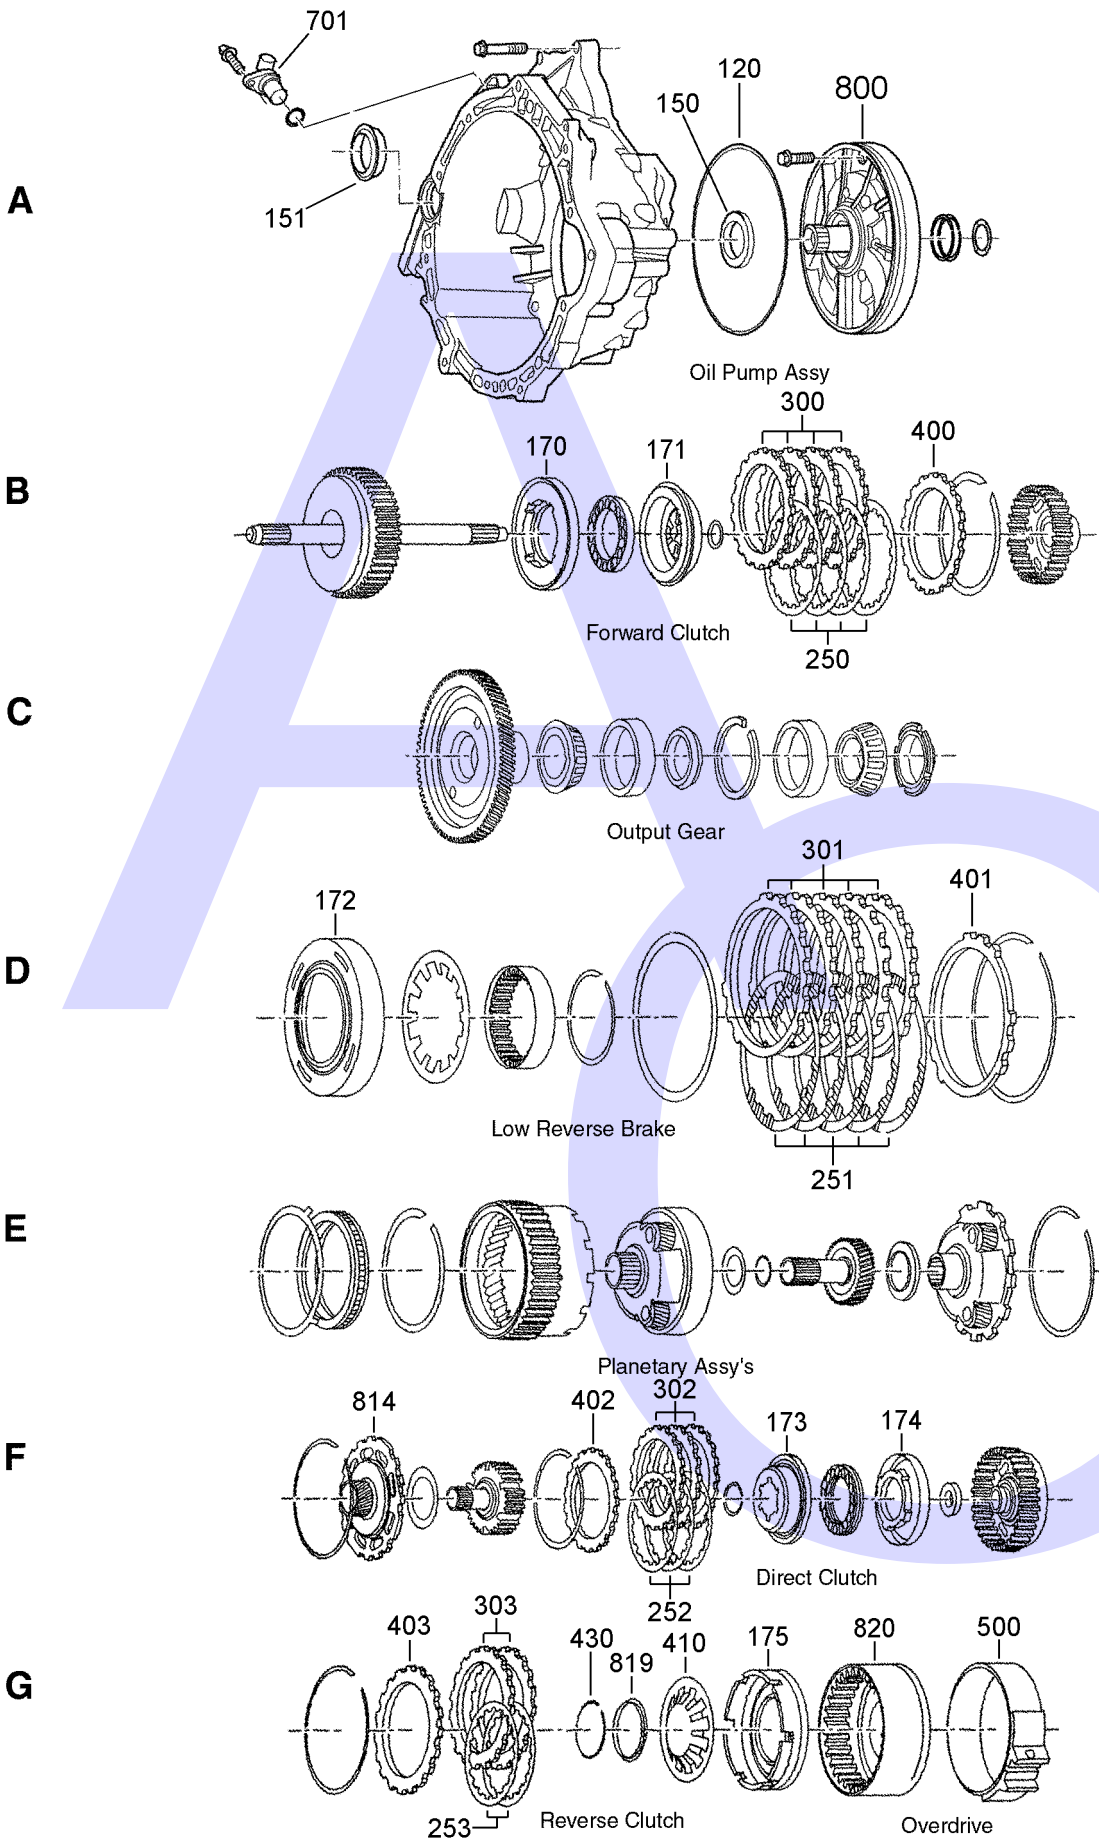 701
120
800
150
A
151
Oil Pump Assy
300
400
170
171
B
Forward Clutch
250
C
Output Gear
301
401
172
D
Low Reverse Brake
251
E
Planetary Assy's
302
402
814
173
174
F
Direct Clutch
252
303
403
430
410
175
820
500
819
G
Reverse Clutch
Overdrive
253